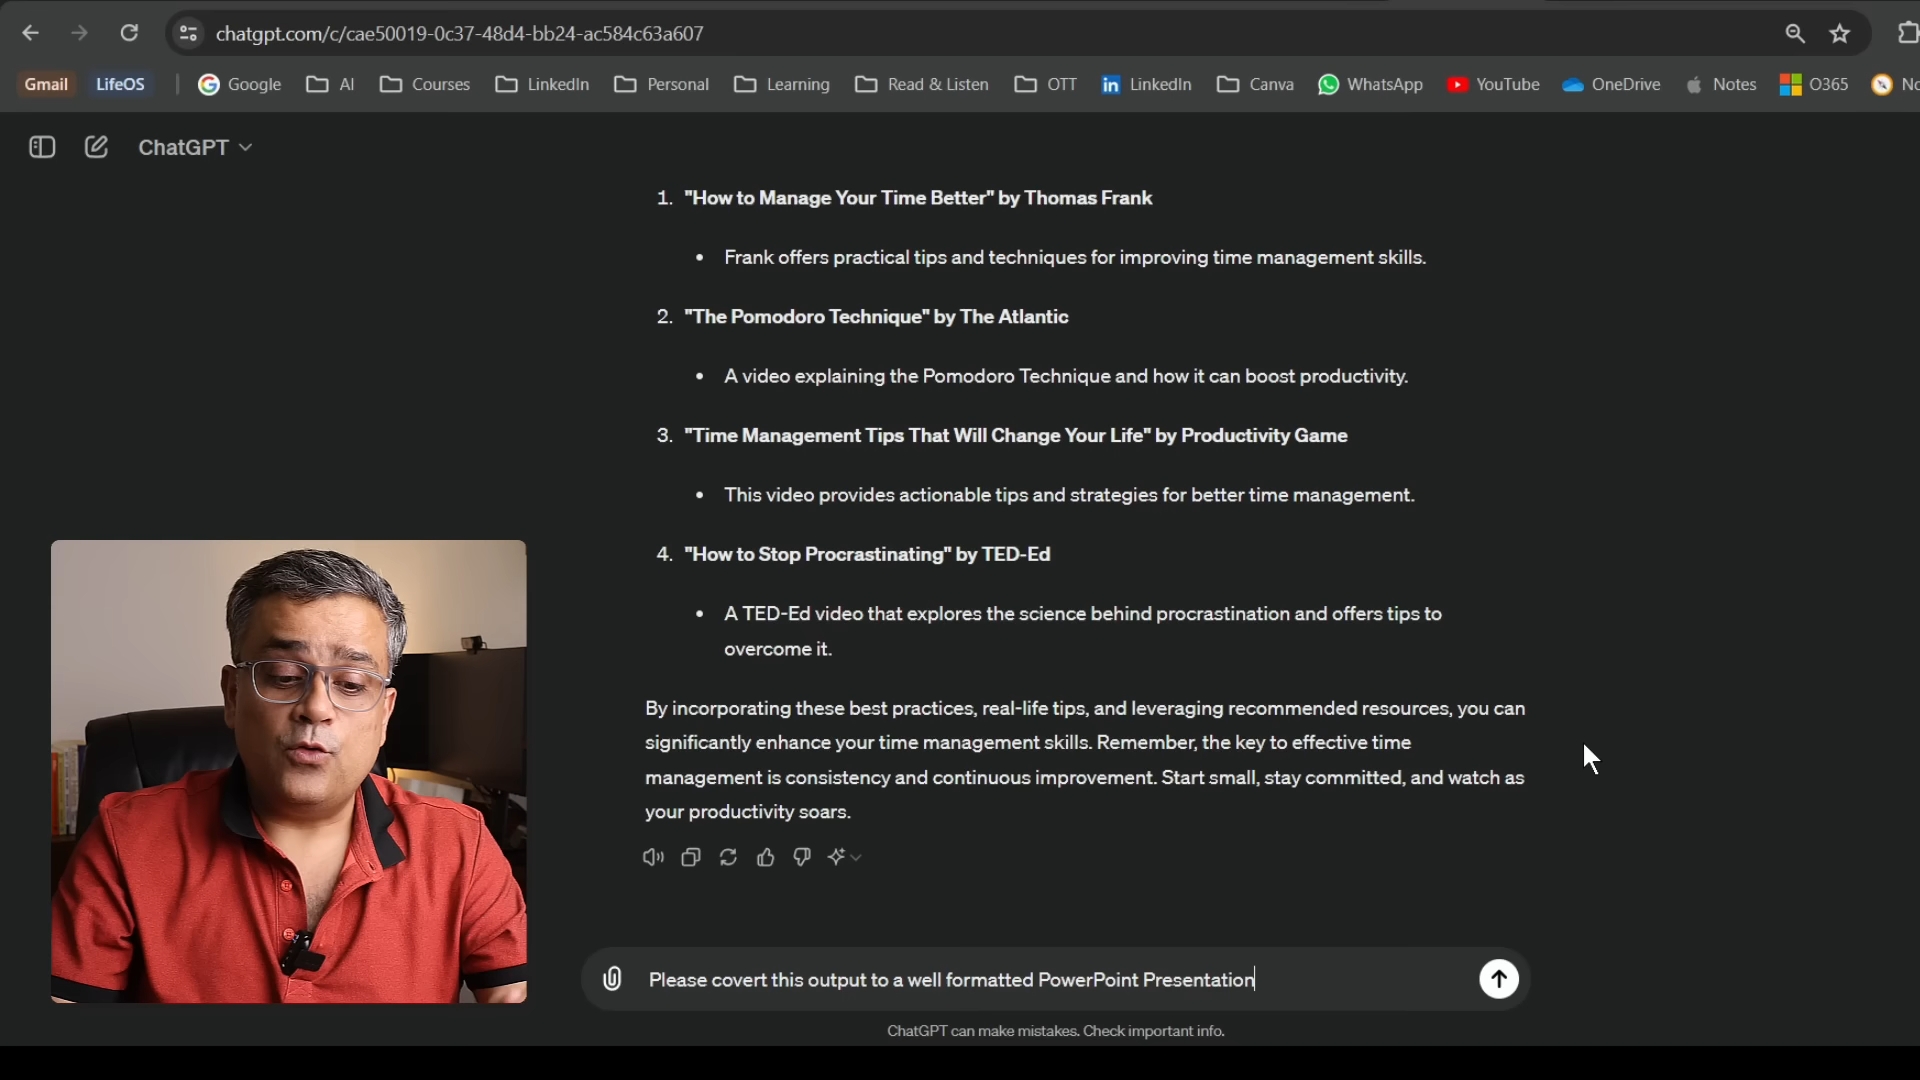 chatgpt.com/c/cae50019-0c37-48d4-bb24-ac584c63a607
Gmail LifeOS Google AI Courses LinkedIn Personal Learning Read & Listen OTT LinkedIn Canva WhatsApp YouTube OneDrive Notes O365
ChatGPT
1. "How to Manage Your Time Better" by Thomas Frank
• Frank offers practical tips and techniques for improving time management skills.
2. "The Pomodoro Technique" by The Atlantic
• A video explaining the Pomodoro Technique and how it can boost productivity.
3. "Time Management Tips That Will Change Your Life" by Productivity Game
• This video provides actionable tips and strategies for better time management.
4. "How to Stop Procrastinating" by TED-Ed
• A TED-Ed video that explores the science behind procrastination and offers tips to
overcome it.
By incorporating these best practices, real-life tips, and leveraging recommended resources, you can
significantly enhance your time management skills. Remember, the key to effective time
management is consistency and continuous improvement. Start small, stay committed, and watch as
your productivity soars.
Please covert this output to a well formatted PowerPoint Presentation
ChatGPT can make mistakes. Check important info.